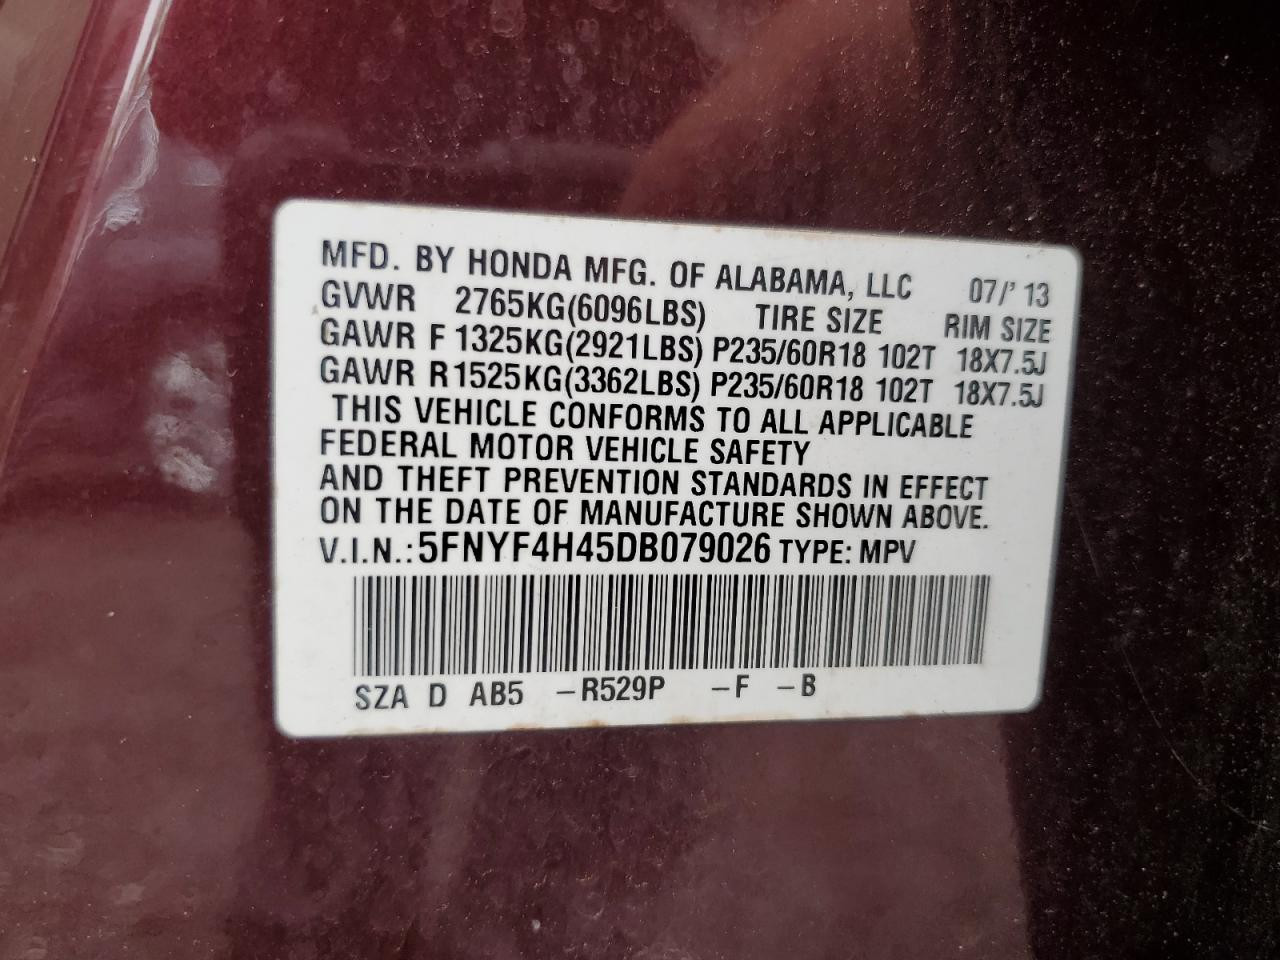 MFD. BY HONDA MFG. OF ALABAMA, LLC 07/'13
GVWR 2765KG(6096LBS) TIRE SIZE RIM SIZE
GAWR F 1325KG(2921LBS) P235/60R18 102T 18X7.5J
GAWR R1525KG(3362LBS) P235/60R18 102T 18X7.5J
THIS VEHICLE CONFORMS TO ALL APPLICABLE
FEDERAL MOTOR VEHICLE SAFETY
AND THEFT PREVENTION STANDARDS IN EFFECT
ON THE DATE OF MANUFACTURE SHOWN ABOVE.
V.I.N.:5FNYF4H45DB079026 TYPE: MPV
SZA D AB5 -R529P -F -B